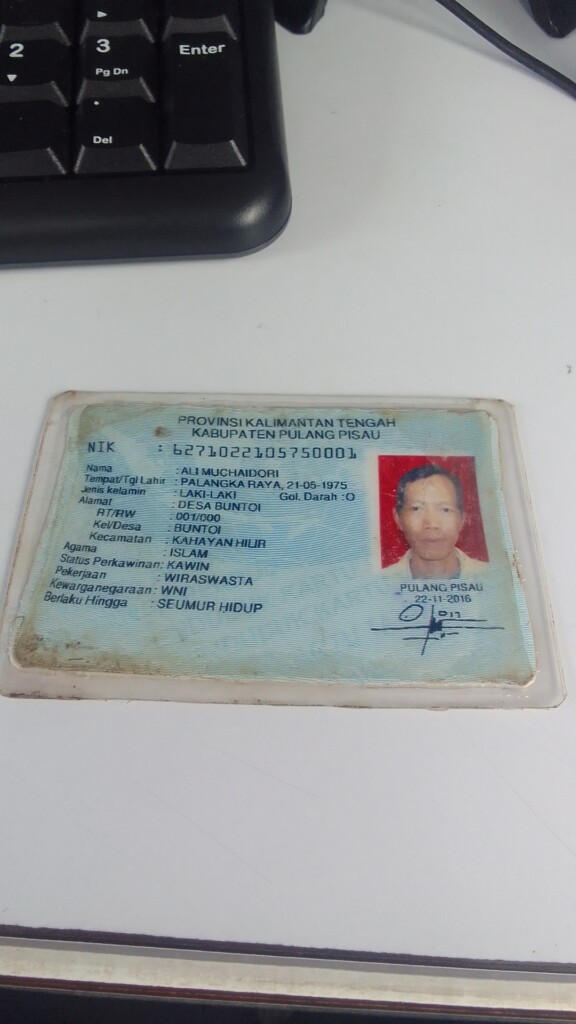 2
3
Pg Dn
Enter
Del
PROVINSI KALIMANTAN TENGAH
KABUPATEN PULANG PISAU
NIK : 6271022105750001
Nama : ALI MUCHAIDORI
Tempat/Tgl Lahir : PALANGKA RAYA, 21-05-1975
Jenis kelamin : LAKI-LAKI Gol. Darah : O
Alamat : DESA BUNTOI
RT/RW : 001/000
Kel/Desa : BUNTOI
Kecamatan : KAHAYAN HILIR
Agama : ISLAM
Status Perkawinan: KAWIN
Pekerjaan : WIRASWASTA
Kewarganegaraan : WNI
Berlaku Hingga : SEUMUR HIDUP
PULANG PISAU
22-11-2016